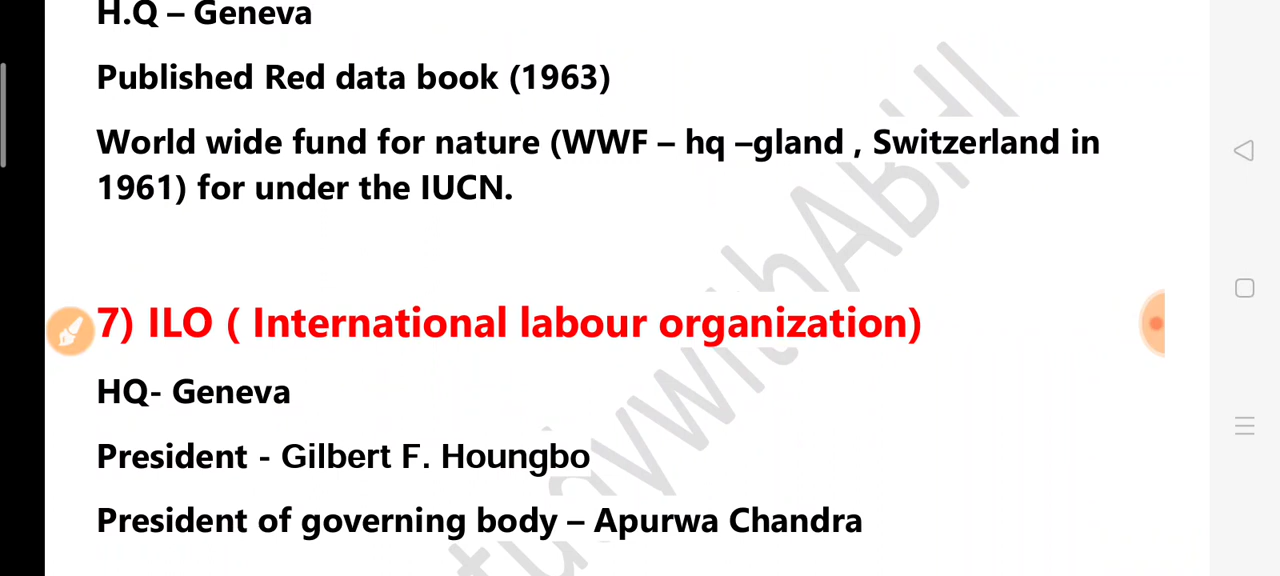 H.Q – Geneva
Published Red data book (1963)
World wide fund for nature (WWF – hq –gland , Switzerland in
1961) for under the IUCN.
7) ILO ( International labour organization)
HQ- Geneva
President - Gilbert F. Houngbo
President of governing body – Apurwa Chandra